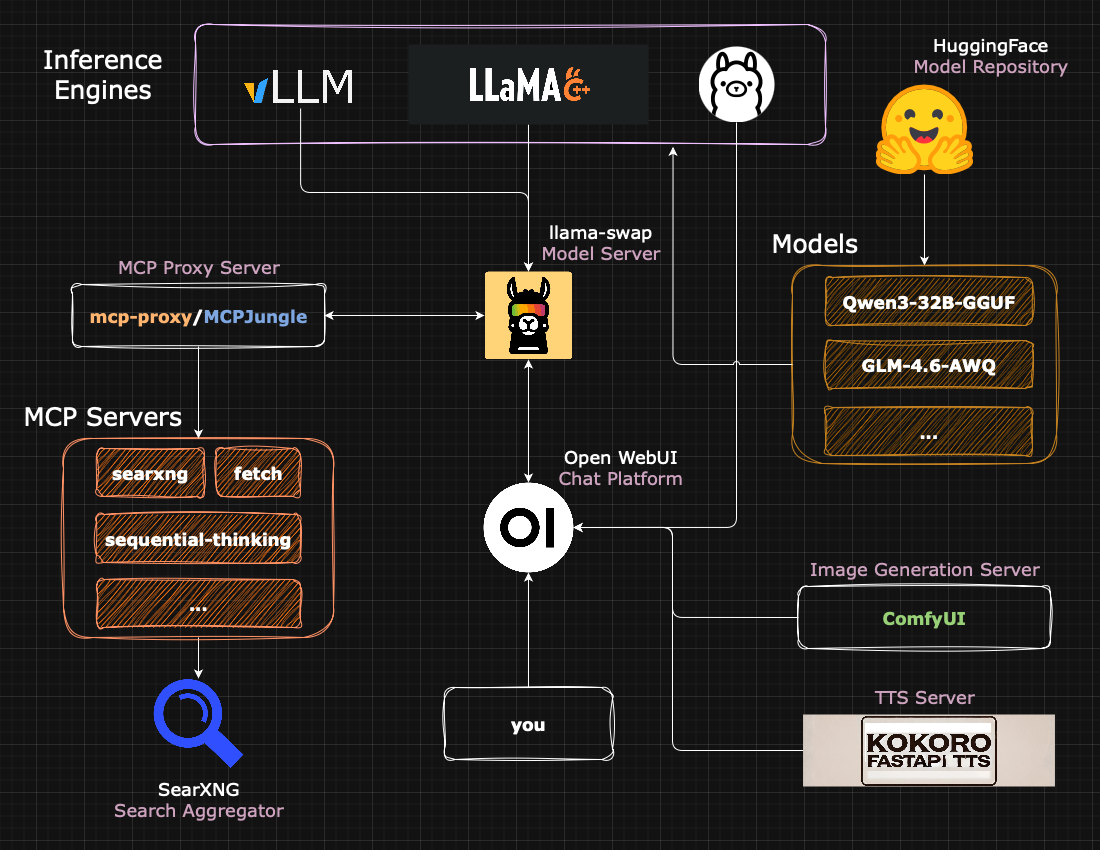 Inference
Engines
vLLM
LLaMA C++
HuggingFace
Model Repository
llama-swap
Model Server
Models
MCP Proxy Server
mcp-proxy/MCPJungle
Qwen3-32B-GGUF
GLM-4.6-AWQ
...
MCP Servers
searxng
fetch
sequential-thinking
...
Open WebUI
Chat Platform
OI
Image Generation Server
ComfyUI
you
TTS Server
KOKORO
FASTAPI TTS
SearXNG
Search Aggregator